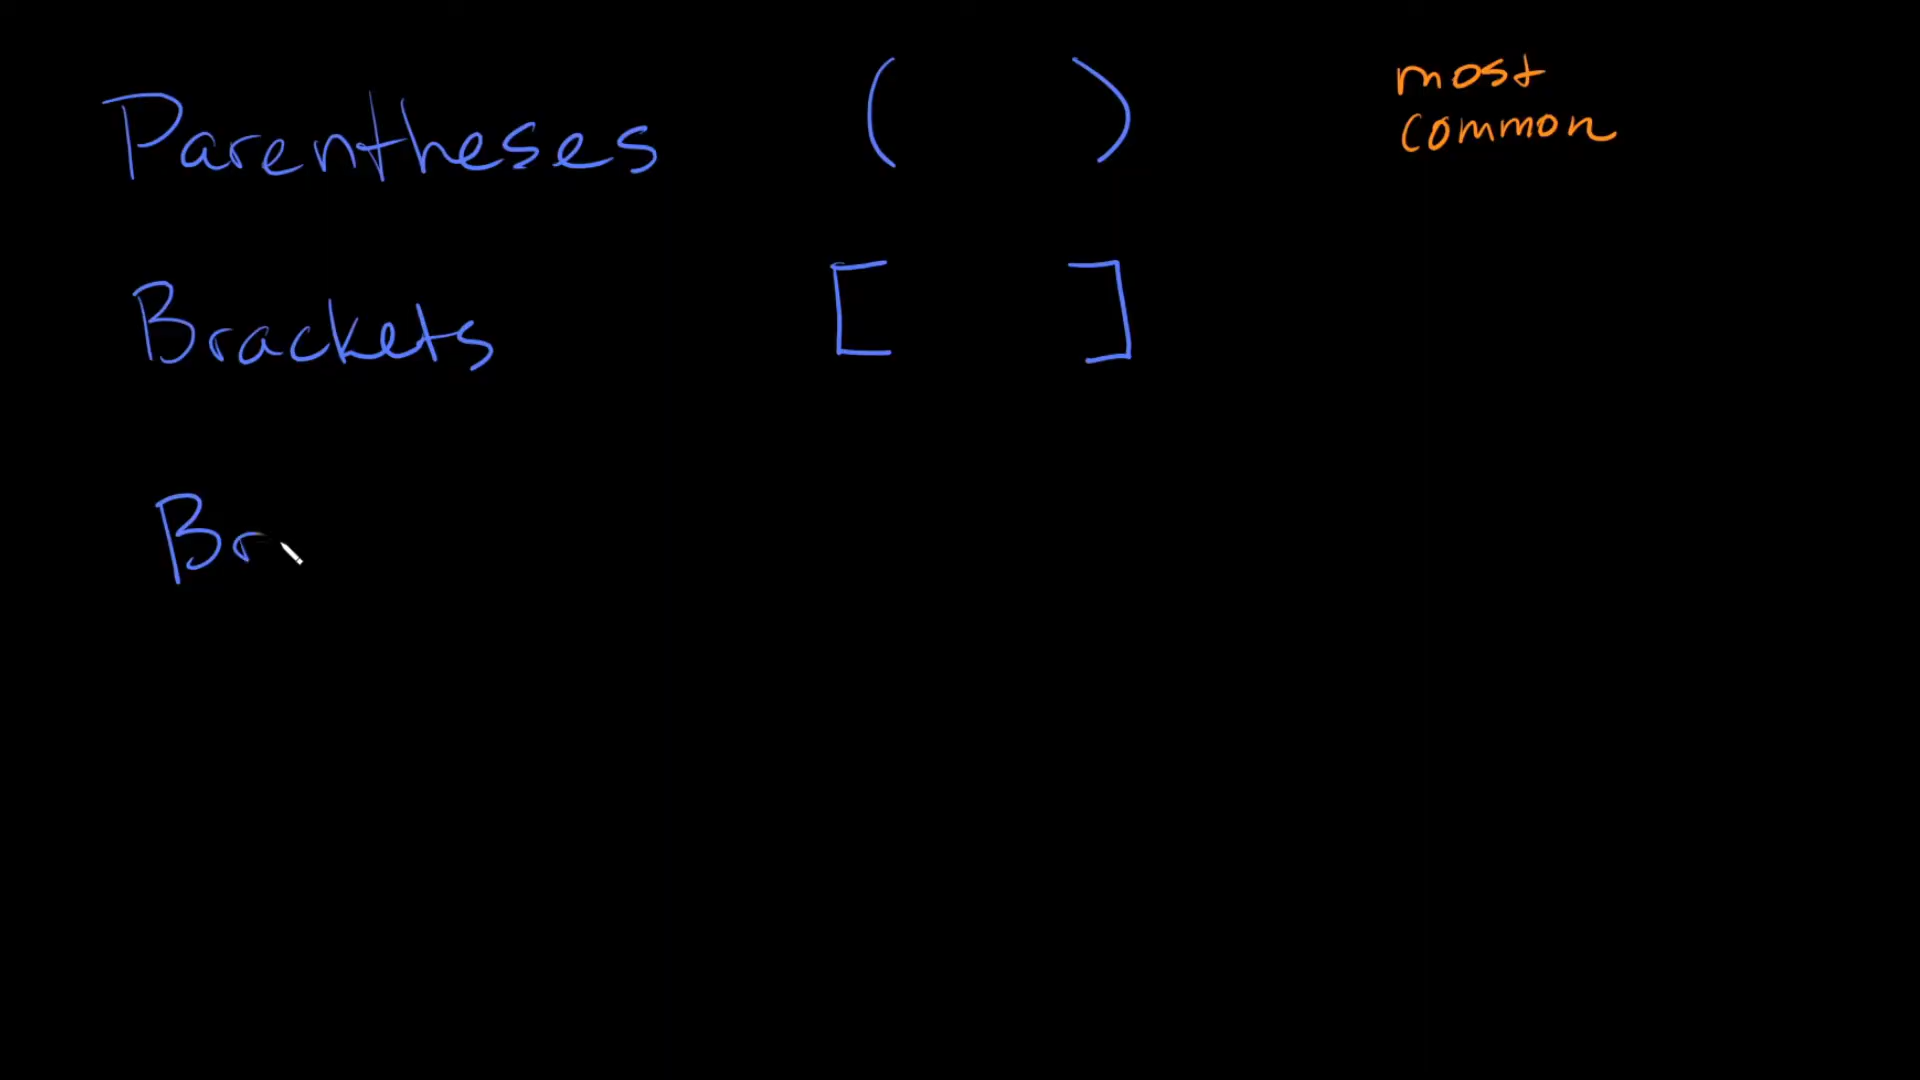 Parentheses ( ) most
common
Brackets [ ]
Br